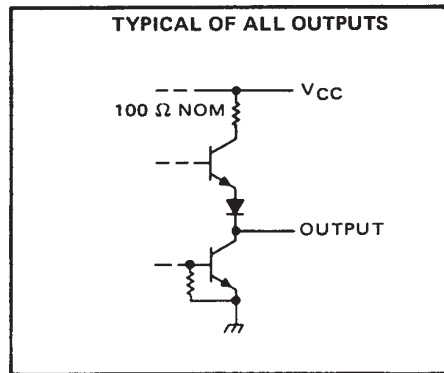 TYPICAL OF ALL OUTPUTS
VCC
100 Ω NOM
OUTPUT